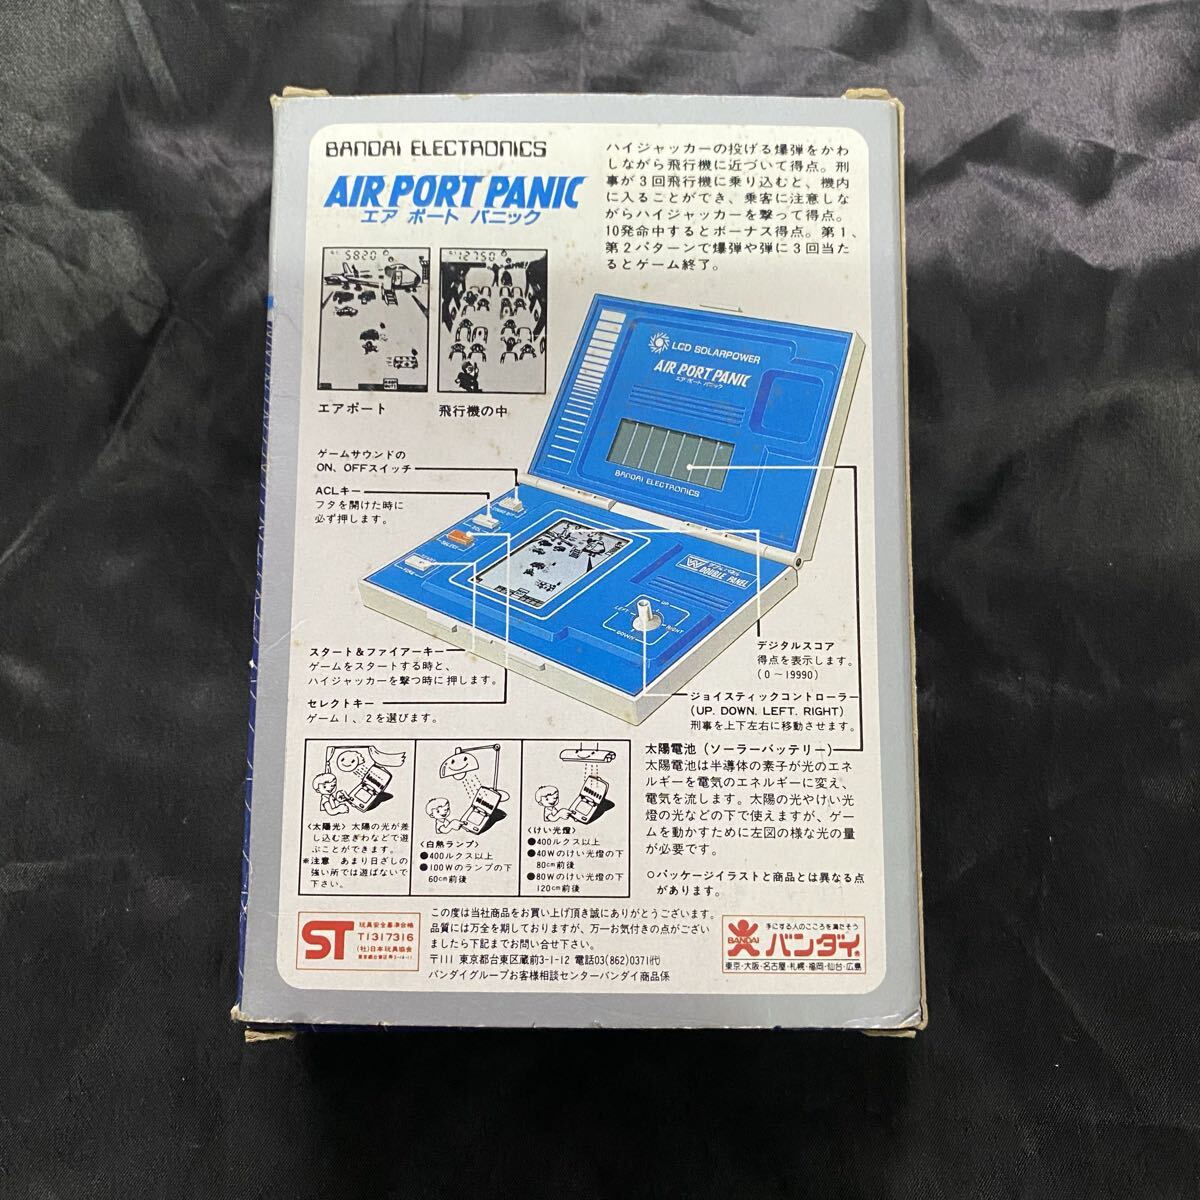 BANDAI ELECTRONICS
AIR PORT PANIC
エア ポート パニック
ハイジャッカーの投げる爆弾をかわ
しながら飛行機に近づいて得点。刑
事が3回飛行機に乗り込むと、機内
に入ることができ、乗客に注意しな
がらハイジャッカーを撃って得点。
10発命中するとボーナス得点。第1、
第2パターンで爆弾や弾に3回当た
るとゲーム終了。
5820
12750
エアポート
飛行機の中
LCD SOLARPOWER
AIR PORT PANIC
エア ポート パニック
BANDAI ELECTRONICS
ゲームサウンドの
ON、OFFスイッチ
ACLキー
フタを開けた時に
必ず押します。
SOUND OFF
ACL
SELECT
START
FIRE
DOUBLE PANEL
UP
LEFT
RIGHT
DOWN
スタート&ファイアーキー
ゲームをスタートする時と、
ハイジャッカーを撃つ時に押します。
セレクトキー
ゲーム1、2を選びます。
デジタルスコア
得点を表示します。
(0~19990)
ジョイスティックコントローラー
(UP. DOWN. LEFT. RIGHT)
刑事を上下左右に移動させます。
太陽電池(ソーラーバッテリー)
太陽電池は半導体の素子が光のエネ
ルギーを電気のエネルギーに変え、
電気を流します。太陽の光やけい光
燈の光などの下で使えますが、ゲー
ムを動かすために左図の様な光の量
が必要です。
○パッケージイラストと商品とは異なる点
があります。
〈太陽光〉太陽の光が差
し込む窓ぎわなどで遊
ぶことができます。
※注意 あまり日ざしの
強い所では遊ばないで
下さい。
〈白熱ランプ〉
●400ルクス以上
●100Wのランプの下
60cm前後
〈けい光燈〉
●400ルクス以上
●40Wのけい光燈の下
80cm前後
●80Wのけい光燈の下
120cm前後
ST
玩具安全基準合格
T1317316
(社)日本玩具協会
この度は当社商品をお買い上げ頂き誠にありがとうございます。
品質には万全を期しておりますが、万一お気付きの点がござい
ましたら下記までお問い合せ下さい。
〒111 東京都台東区蔵前3-1-12 電話03(862)0371代
バンダイグループお客様相談センターバンダイ商品係
手にする人のこころを満たそう
BANDAI
バンダイ
東京・大阪・名古屋・札幌・福岡・仙台・広島